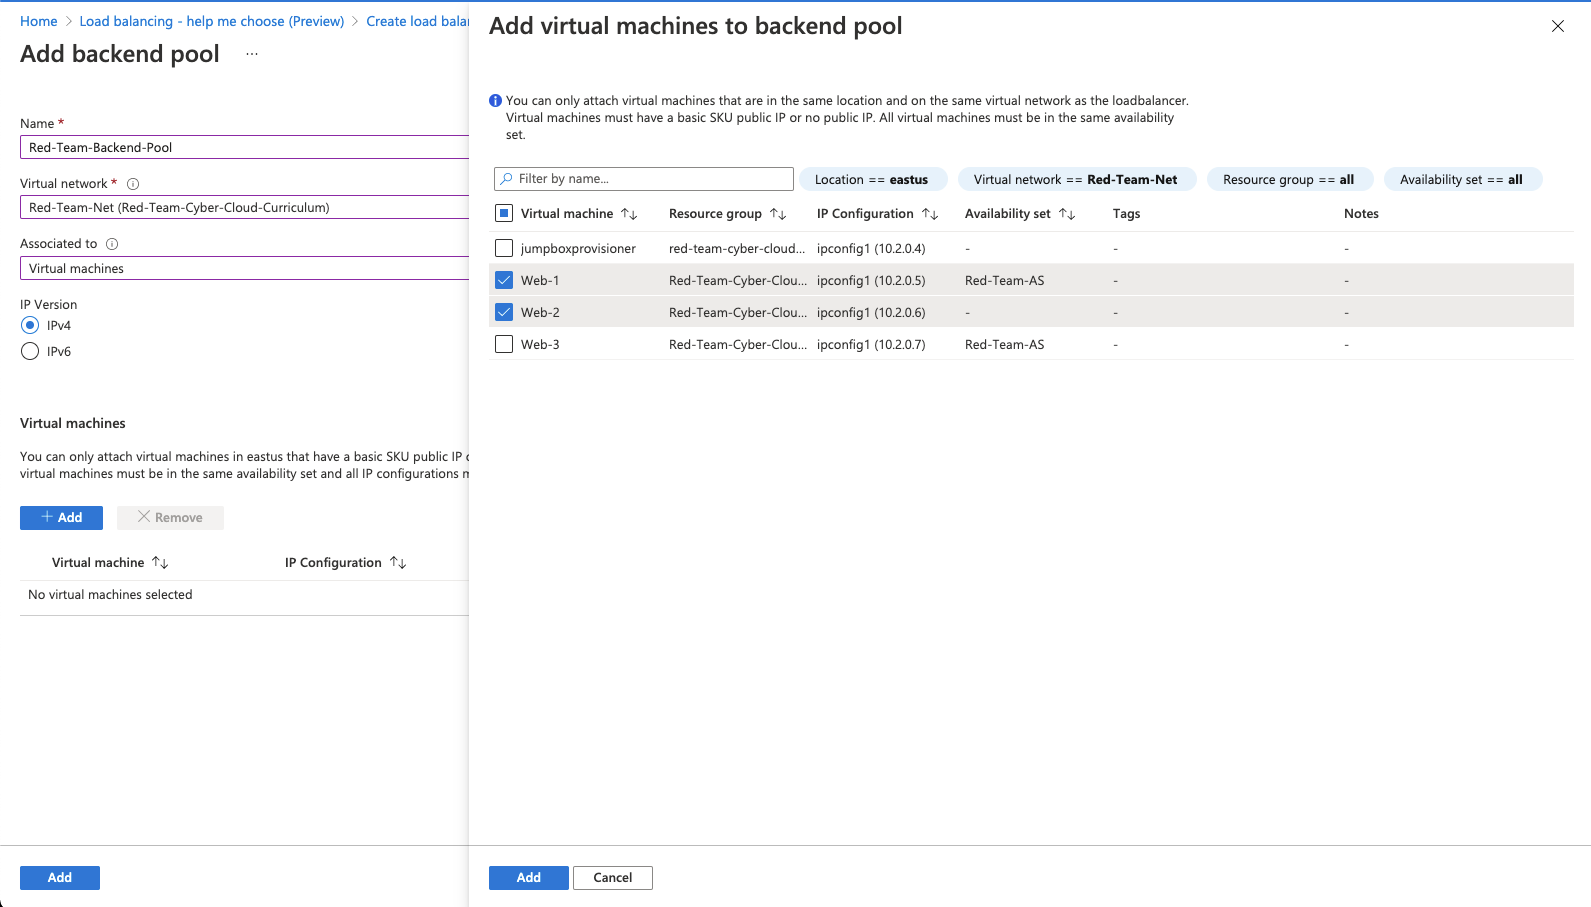 Home > Load balancing - help me choose (Preview) > Create load balan
Add backend pool ...
Name *
Red-Team-Backend-Pool
Virtual network *
Red-Team-Net (Red-Team-Cyber-Cloud-Curriculum)
Associated to
Virtual machines
IP Version
IPv4
IPv6
Virtual machines
You can only attach virtual machines in eastus that have a basic SKU public IP
virtual machines must be in the same availability set and all IP configurations
+ Add
Remove
Virtual machine ↑↓ IP Configuration ↑↓
No virtual machines selected
Add
Add virtual machines to backend pool
You can only attach virtual machines that are in the same location and on the same virtual network as the loadbalancer.
Virtual machines must have a basic SKU public IP or no public IP. All virtual machines must be in the same availability
set.
Filter by name...
Location == eastus
Virtual network == Red-Team-Net
Resource group == all
Availability set == all
Virtual machine ↑↓ Resource group ↑↓ IP Configuration ↑↓ Availability set ↑↓ Tags Notes
jumpboxprovisioner red-team-cyber-cloud... ipconfig1 (10.2.0.4) - - -
Web-1 Red-Team-Cyber-Clou... ipconfig1 (10.2.0.5) Red-Team-AS - -
Web-2 Red-Team-Cyber-Clou... ipconfig1 (10.2.0.6) - - -
Web-3 Red-Team-Cyber-Clou... ipconfig1 (10.2.0.7) Red-Team-AS - -
Add
Cancel